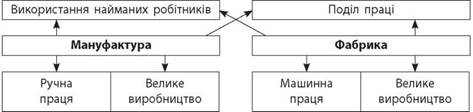 Використання найманих робітників
Поділ праці
Мануфактура
Фабрика
Ручна
праця
Велике
виробництво
Машинна
праця
Велике
виробництво